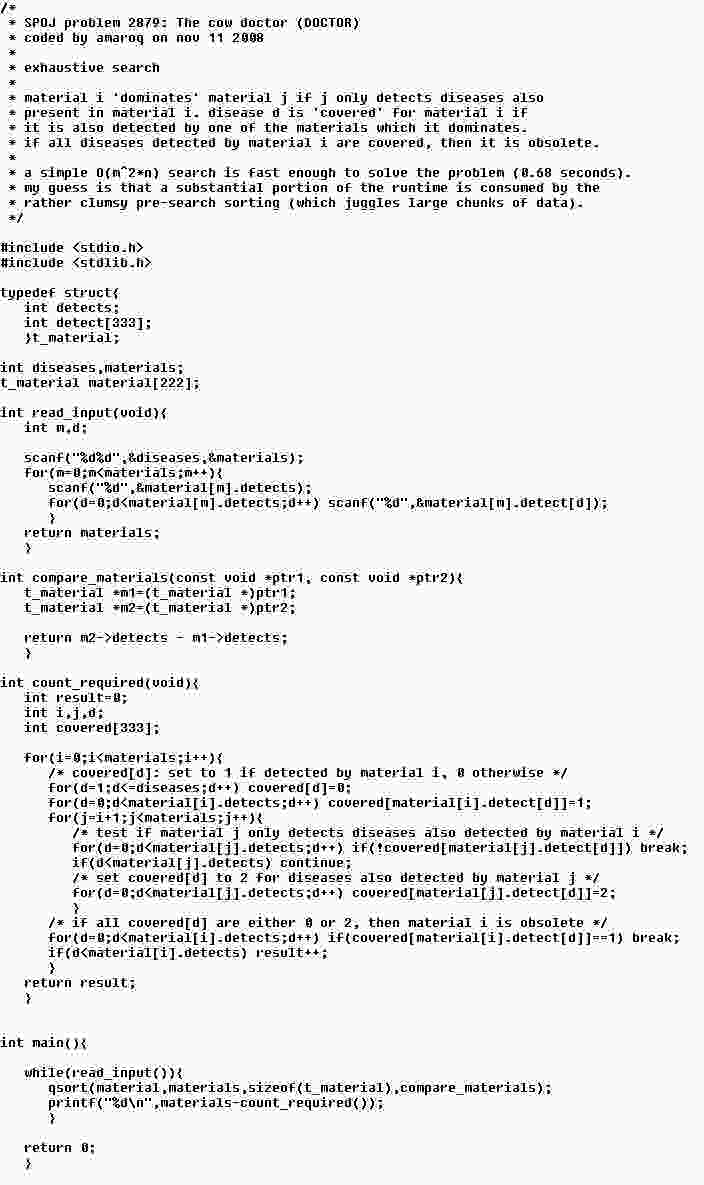 /*
 * SPOJ problem 2879: The cow doctor (DOCTOR)
 * coded by amaroq on nov 11 2008
 *
 * exhaustive search
 *
 * material i 'dominates' material j if j only detects diseases also
 * present in material i. disease d is 'covered' for material i if
 * it is also detected by one of the materials which it dominates.
 * if all diseases detected by material i are covered, then it is obsolete.
 *
 * a simple O(m^2*n) search is fast enough to solve the problem (0.68 seconds).
 * my guess is that a substantial portion of the runtime is consumed by the
 * rather clumsy pre-search sorting (which juggles large chunks of data).
 */

#include <stdio.h>
#include <stdlib.h>

typedef struct{
   int detects;
   int detect[333];
   }t_material;

int diseases,materials;
t_material material[222];

int read_input(void){
   int m,d;

   scanf("%d%d",&diseases,&materials);
   for(m=0;m<materials;m++){
      scanf("%d",&material[m].detects);
      for(d=0;d<material[m].detects;d++) scanf("%d",&material[m].detect[d]);
      }
   return materials;
   }

int compare_materials(const void *ptr1, const void *ptr2){
   t_material *m1=(t_material *)ptr1;
   t_material *m2=(t_material *)ptr2;

   return m2->detects - m1->detects;
   }

int count_required(void){
   int result=0;
   int i,j,d;
   int covered[333];

   for(i=0;i<materials;i++){
      /* covered[d]: set to 1 if detected by material i, 0 otherwise */
      for(d=1;d<=diseases;d++) covered[d]=0;
      for(d=0;d<material[i].detects;d++) covered[material[i].detect[d]]=1;
      for(j=i+1;j<materials;j++){
         /* test if material j only detects diseases also detected by material i */
         for(d=0;d<material[j].detects;d++) if(!covered[material[j].detect[d]]) break;
         if(d<material[j].detects) continue;
         /* set covered[d] to 2 for diseases also detected by material j */
         for(d=0;d<material[j].detects;d++) covered[material[j].detect[d]]=2;
         }
      /* if all covered[d] are either 0 or 2, then material i is obsolete */
      for(d=0;d<material[i].detects;d++) if(covered[material[i].detect[d]]==1) break;
      if(d<material[i].detects) result++;
      }
   return result;
   }


int main(){

   while(read_input()){
      qsort(material,materials,sizeof(t_material),compare_materials);
      printf("%d\n",materials-count_required());
      }

   return 0;
   }